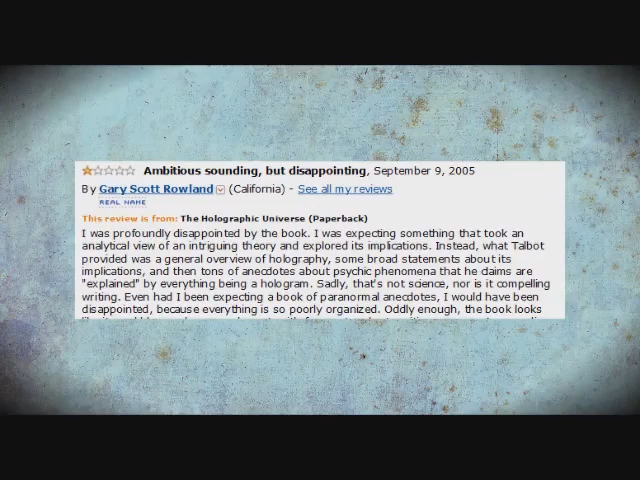 Ambitious sounding, but disappointing, September 9, 2005
By Gary Scott Rowland (California) - See all my reviews
REAL NAME
This review is from: The Holographic Universe (Paperback)
I was profoundly disappointed by the book. I was expecting something that took an
analytical view of an intriguing theory and explored its implications. Instead, what Talbot
provided was a general overview of holography, some broad statements about its
implications, and then tons of anecdotes about psychic phenomena that he claims are
"explained" by everything being a hologram. Sadly, that's not science, nor is it compelling
writing. Even had I been expecting a book of paranormal anecdotes, I would have been
disappointed, because everything is so poorly organized. Oddly enough, the book looks